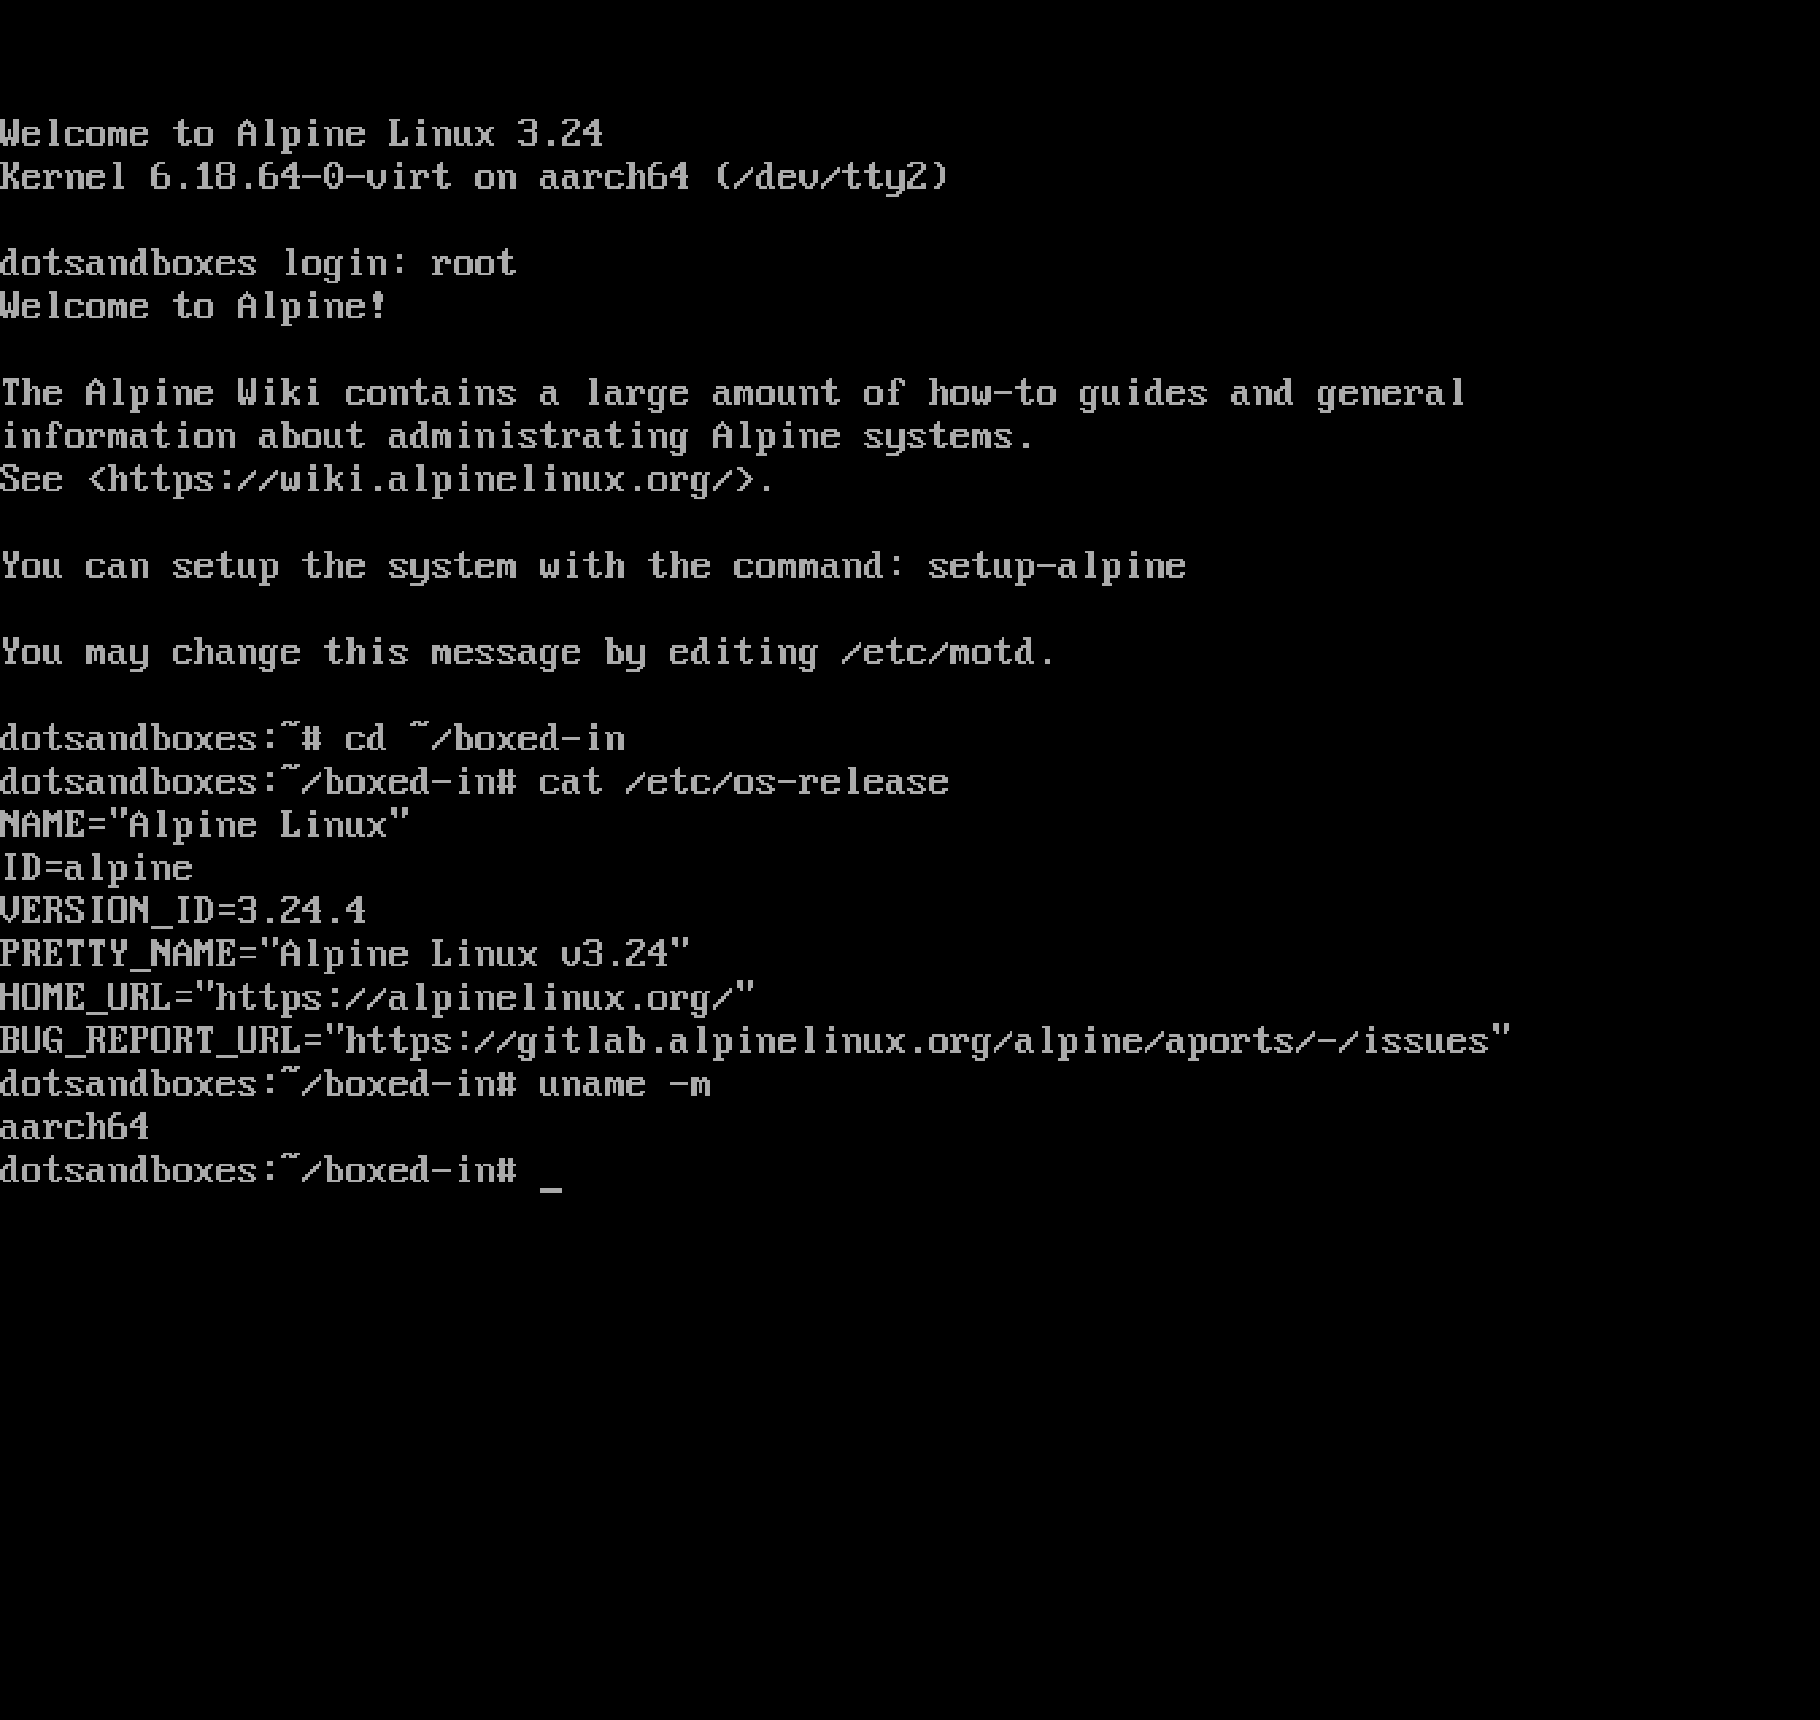 Welcome to Alpine Linux 3.24
Kernel 6.18.64-0-virt on aarch64 (/dev/tty2)
dotsandboxes login: root
Welcome to Alpine!
The Alpine Wiki contains a large amount of how-to guides and general
information about administrating Alpine systems.
See <https://wiki.alpinelinux.org/>.
You can setup the system with the command: setup-alpine
You may change this message by editing /etc/motd.
dotsandboxes:~# cd ~/boxed-in
dotsandboxes:~/boxed-in# cat /etc/os-release
NAME="Alpine Linux"
ID=alpine
VERSION_ID=3.24.4
PRETTY_NAME="Alpine Linux v3.24"
HOME_URL="https://alpinelinux.org/"
BUG_REPORT_URL="https://gitlab.alpinelinux.org/alpine/aports/-/issues"
dotsandboxes:~/boxed-in# uname -m
aarch64
dotsandboxes:~/boxed-in# _